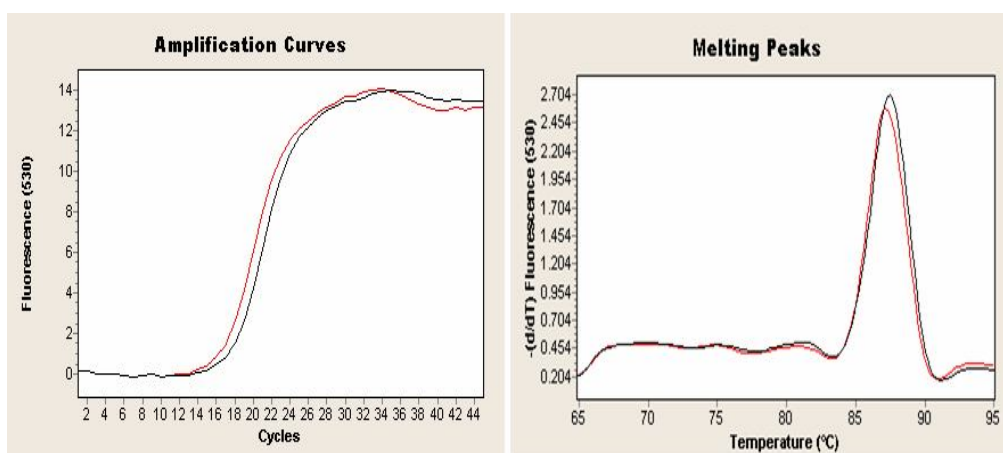 Amplification Curves
Fluorescence (530)
14
12
10
8
6
4
2
0
2 4 6 8 10 12 14 16 18 20 22 24 26 28 30 32 34 36 38 40 42 44
Cycles
Melting Peaks
-(d/dT) Fluorescence (530)
2.704
2.454
2.204
1.954
1.704
1.454
1.204
0.954
0.704
0.454
0.204
65 70 75 80 85 90 95
Temperature (ºC)